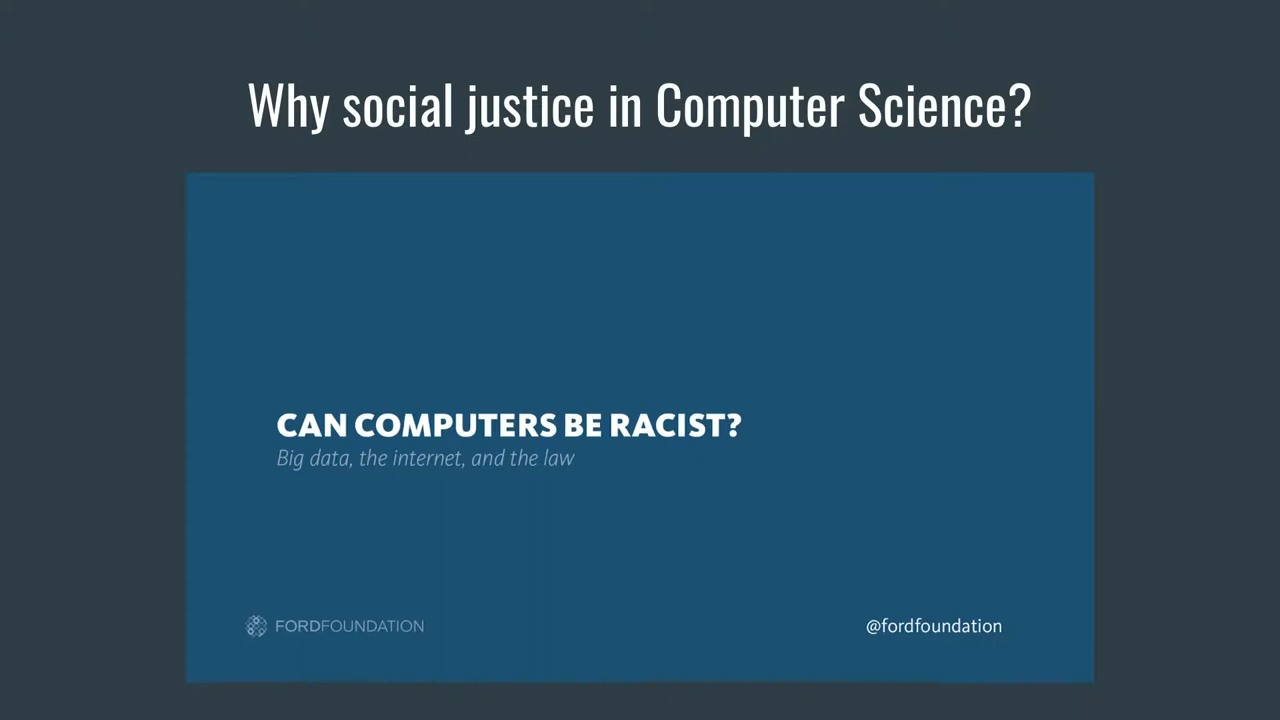 Why social justice in Computer Science?
CAN COMPUTERS BE RACIST?
Big data, the internet, and the law
FORDFOUNDATION
@fordfoundation